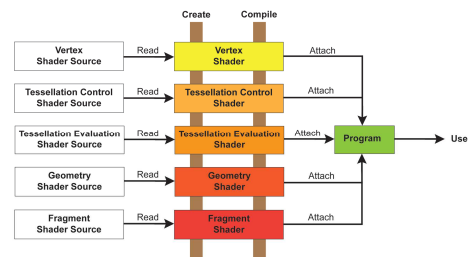 Create Compile
Vertex Read Vertex Attach
Shader Source Shader
Tessellation Control Read Tessellation Control Attach
Shader Source Shader
Tessellation Evaluation Read Tessellation Evaluation Attach Program Use
Shader Source Shader
Geometry Read Geometry Attach
Shader Source Shader
Fragment Read Fragment Attach
Shader Source Shader